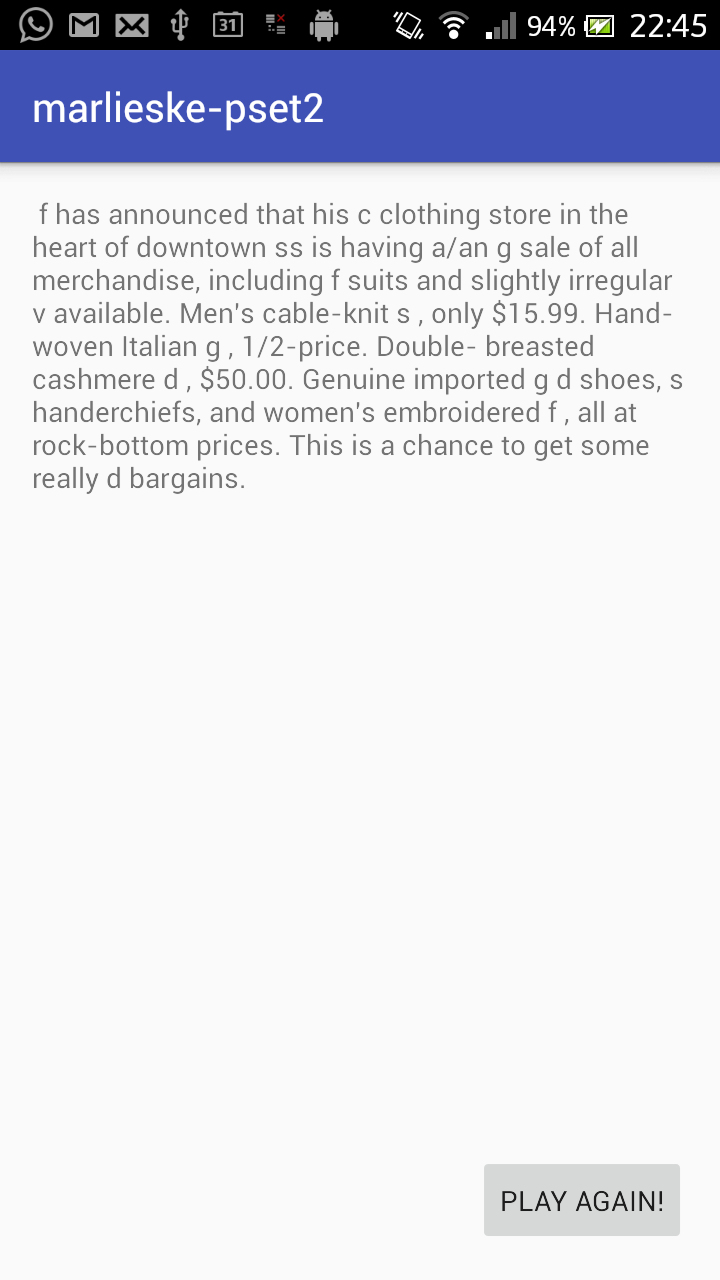 31 94% 22:45
marlieske-pset2
f has announced that his c clothing store in the
heart of downtown ss is having a/an g sale of all
merchandise, including f suits and slightly irregular
v available. Men's cable-knit s , only $15.99. Hand-
woven Italian g , 1/2-price. Double- breasted
cashmere d , $50.00. Genuine imported g d shoes, s
handerchiefs, and women's embroidered f , all at
rock-bottom prices. This is a chance to get some
really d bargains.
PLAY AGAIN!